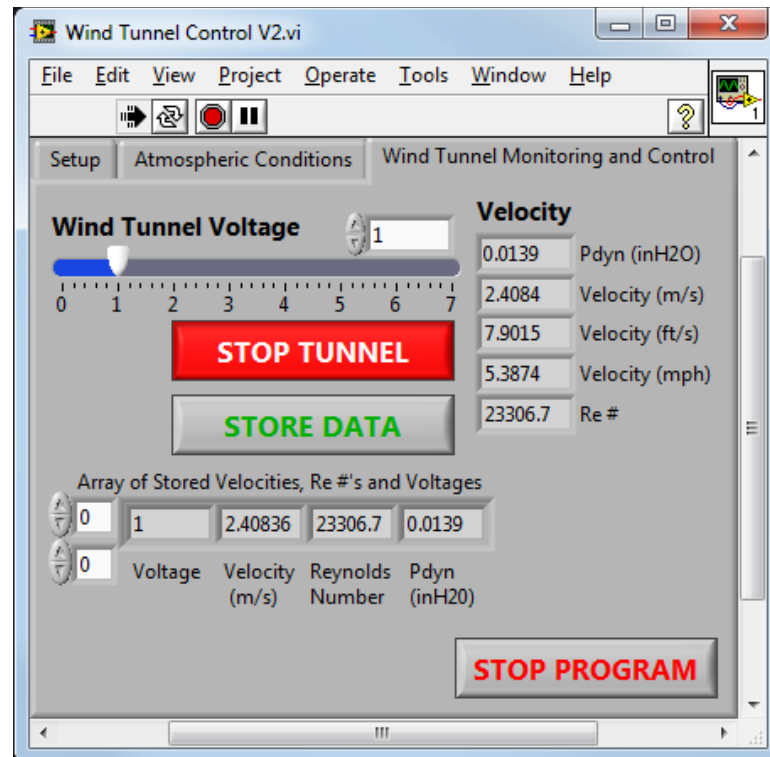 Wind Tunnel Control V2.vi
File Edit View Project Operate Tools Window Help
1
Setup Atmospheric Conditions Wind Tunnel Monitoring and Control
Wind Tunnel Voltage 1
0 1 2 3 4 5 6 7
STOP TUNNEL
STORE DATA
Velocity
0.0139 Pdyn (inH2O)
2.4084 Velocity (m/s)
7.9015 Velocity (ft/s)
5.3874 Velocity (mph)
23306.7 Re #
Array of Stored Velocities, Re #'s and Voltages
0 1 2.40836 23306.7 0.0139
0 Voltage Velocity Reynolds Pdyn
(m/s) Number (inH20)
STOP PROGRAM